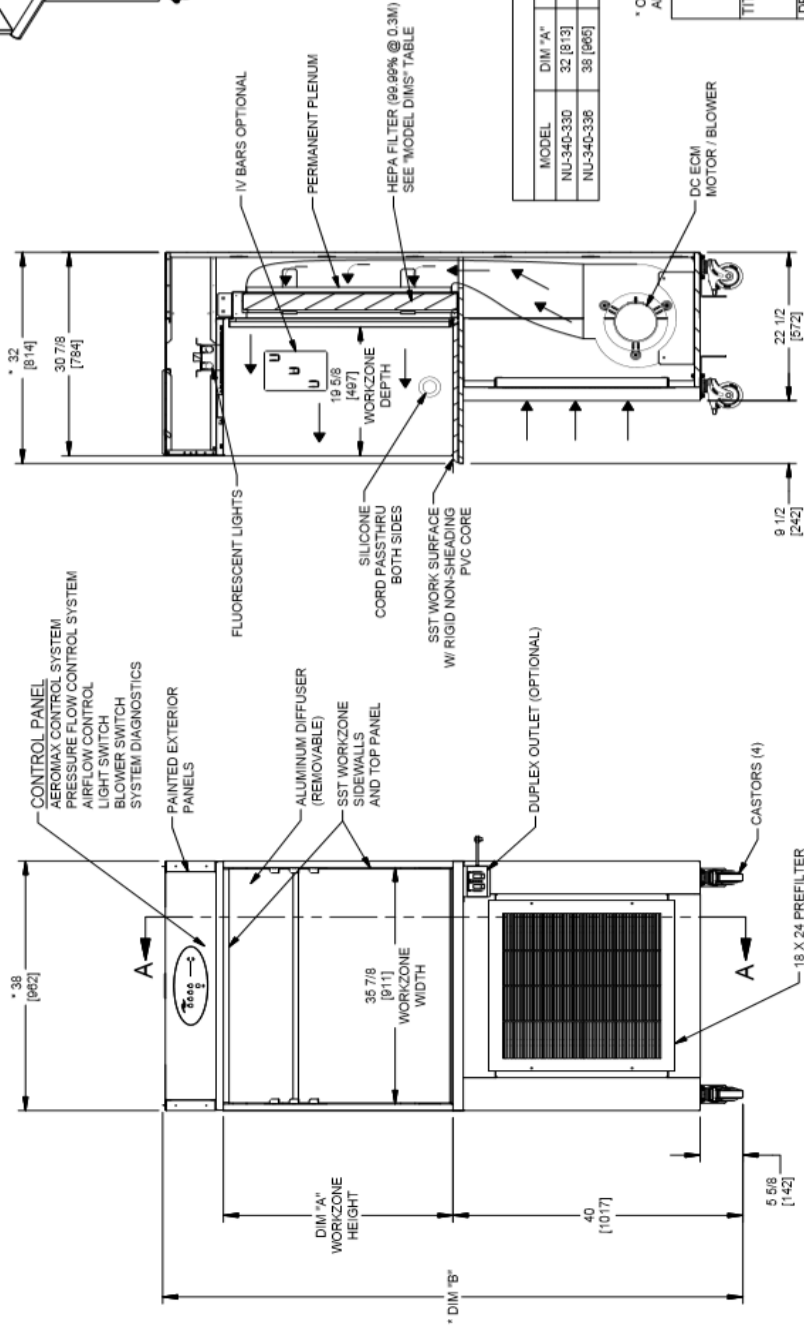 * 38
[962]
CONTROL PANEL
AEROMAX CONTROL SYSTEM
PRESSURE FLOW CONTROL SYSTEM
AIRFLOW CONTROL
LIGHT SWITCH
BLOWER SWITCH
SYSTEM DIAGNOSTICS
PAINTED EXTERIOR
PANELS
A
ALUMINUM DIFFUSER
(REMOVABLE)
SST WORKZONE
SIDEWALLS
AND TOP PANEL
DIM "A"
WORKZONE
HEIGHT
35 7/8
[911]
WORKZONE
WIDTH
* DIM "B"
DUPLEX OUTLET (OPTIONAL)
40
[1017]
A
CASTORS (4)
5 5/8
[142]
18 X 24 PREFILTER
* 32
[814]
30 7/8
[784]
FLUORESCENT LIGHTS
IV BARS OPTIONAL
PERMANENT PLENUM
19 5/8
[497]
WORKZONE
DEPTH
HEPA FILTER (99.99% @ 0.3M)
SEE "MODEL DIMS" TABLE
SILICONE
CORD PASSTHRU
BOTH SIDES
SST WORK SURFACE
W/ RIGID NON-SHEADING
PVC CORE
DC ECM
MOTOR / BLOWER
9 1/2
[242]
22 1/2
[572]
MODEL DIM "A"
NU-340-330 32 [813]
NU-340-336 38 [965]